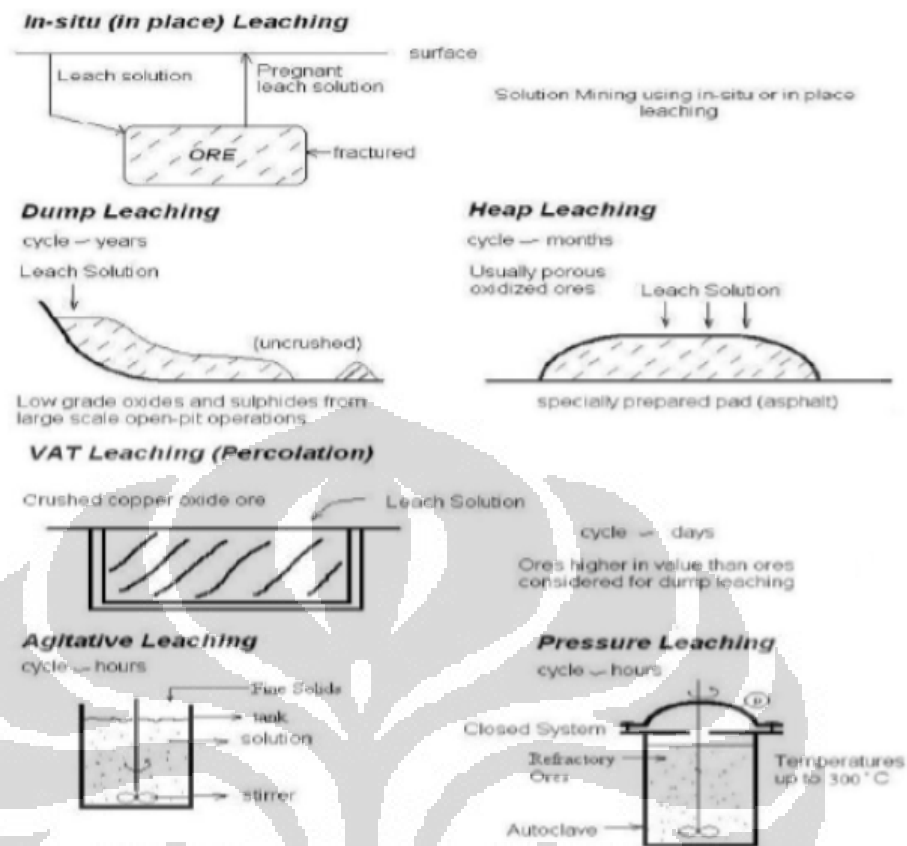 In-situ (in place) Leaching
surface
Leach solution
Pregnant
leach solution
Solution Mining using in-situ or in place
leaching
ORE
fractured
Dump Leaching
cycle – years
Leach Solution
(uncrushed)
Low grade oxides and sulphides from
large scale open-pit operations
Heap Leaching
cycle – months
Usually porous
oxidized ores
Leach Solution
specially prepared pad (asphalt)
VAT Leaching (Percolation)
Crushed copper oxide ore
Leach Solution
cycle – days
Ores higher in value than ores
considered for dump leaching
Agitative Leaching
cycle – hours
Fine Solids
tank
solution
stirrer
Pressure Leaching
cycle – hours
Closed System
Refractory
Ores
Temperatures
up to 300°C
Autoclave